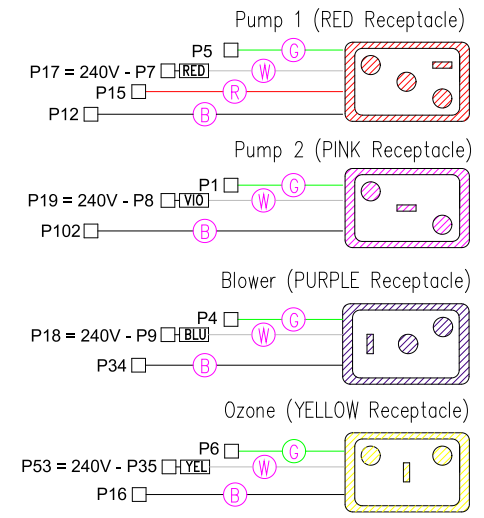 Pump 1 (RED Receptacle)
P5 G
P17 = 240V - P7 RED W
P15 R
P12 B
Pump 2 (PINK Receptacle)
P1 G
P19 = 240V - P8 VIO W
P102 B
Blower (PURPLE Receptacle)
P4 G
P18 = 240V - P9 BLU W
P34 B
Ozone (YELLOW Receptacle)
P6 G
P53 = 240V - P35 YEL W
P16 B